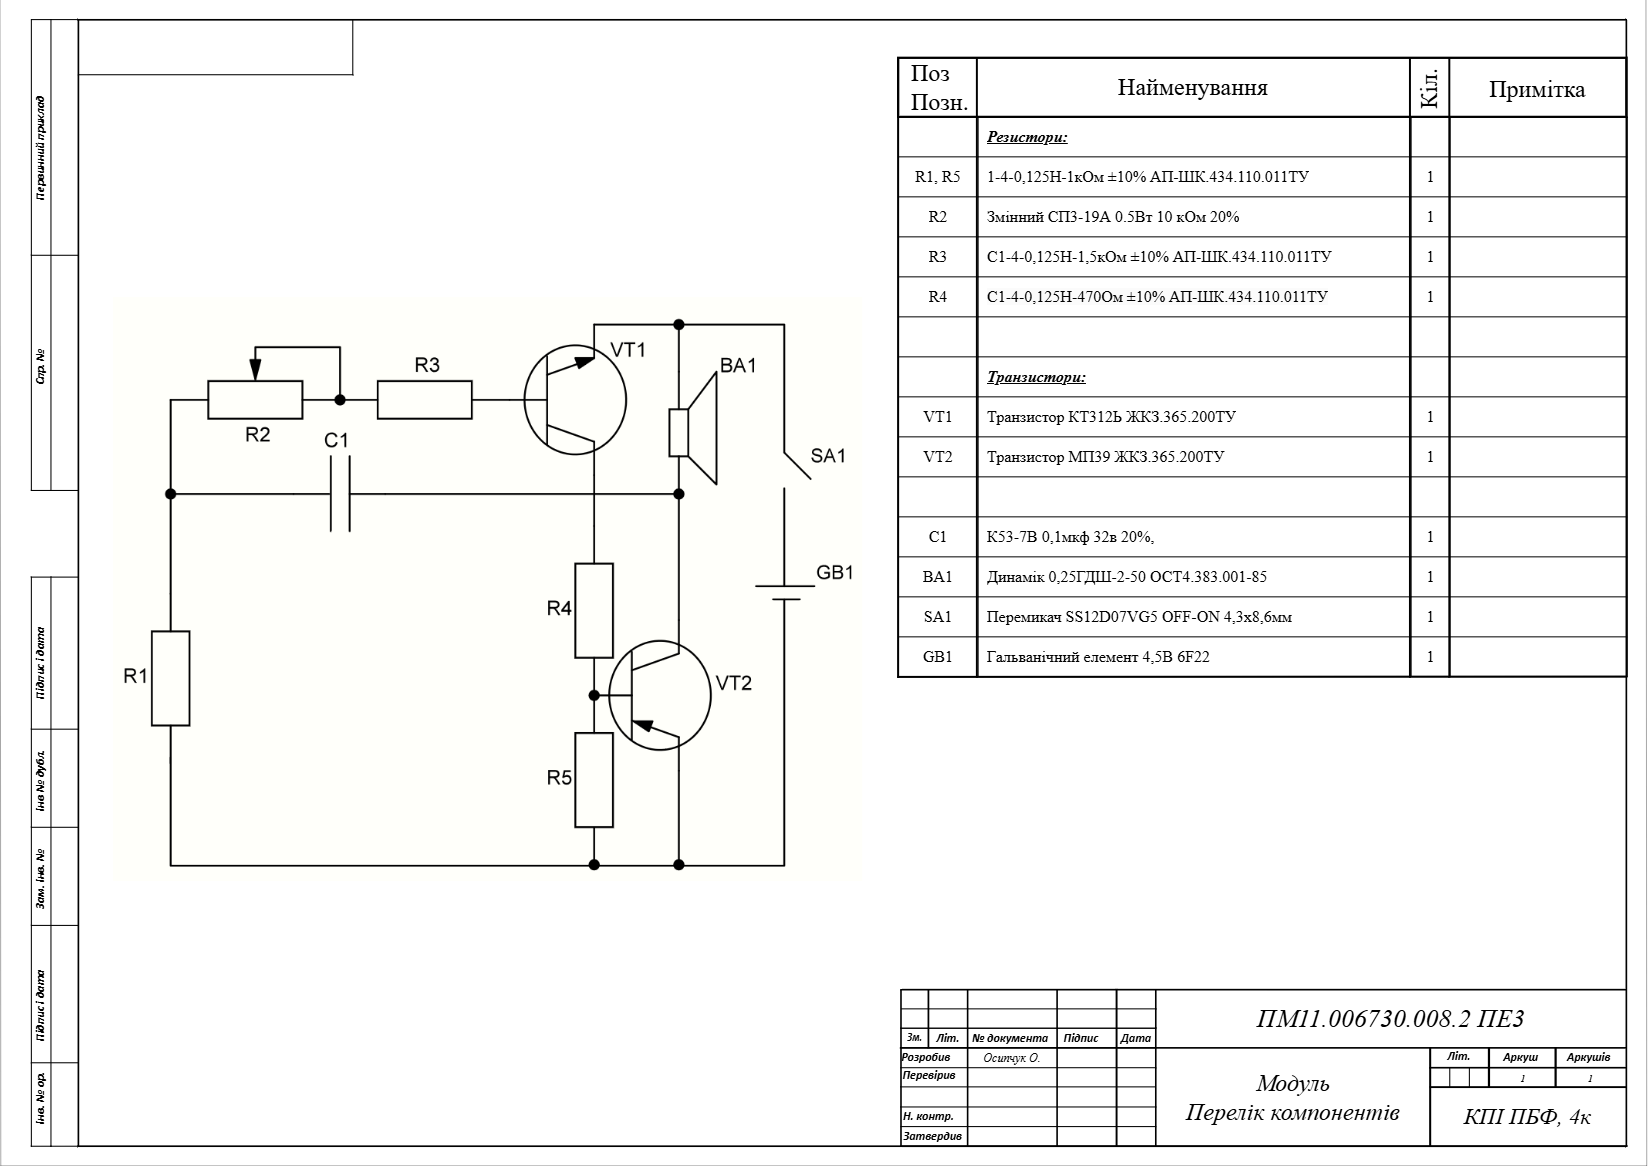 Первинний приклад
Спр. №
Підпис і дата
Інв № дубл.
Зам. інв. №
Підпис і дата
Інв. № ор.
VT1
R3
BA1
R2
C1
SA1
GB1
R4
R1
VT2
R5
Поз Позн. Найменування Кіл. Примітка
Резистори:
R1, R5 1-4-0,125Н-1кОм ±10% АП-ШК.434.110.011ТУ 1
R2 Змінний СП3-19А 0.5Вт 10 кОм 20% 1
R3 С1-4-0,125Н-1,5кОм ±10% АП-ШК.434.110.011ТУ 1
R4 С1-4-0,125Н-470Ом ±10% АП-ШК.434.110.011ТУ 1
Транзистори:
VT1 Транзистор КТ312Ь ЖКЗ.365.200ТУ 1
VT2 Транзистор МП39 ЖКЗ.365.200ТУ 1
C1 К53-7В 0,1мкф 32в 20%, 1
BA1 Динамік 0,25ГДШ-2-50 ОСТ4.383.001-85 1
SA1 Перемикач SS12D07VG5 OFF-ON 4,3х8,6мм 1
GB1 Гальванічний елемент 4,5В 6F22 1
ПМ11.006730.008.2 ПЕ3
Зм. Літ. № документа Підпис Дата
Розробив Осипчук О.
Перевірив
Н. контр.
Затвердив
Модуль
Перелік компонентів
Літ. Аркуш Аркушів
1 1
КПІ ПБФ, 4к